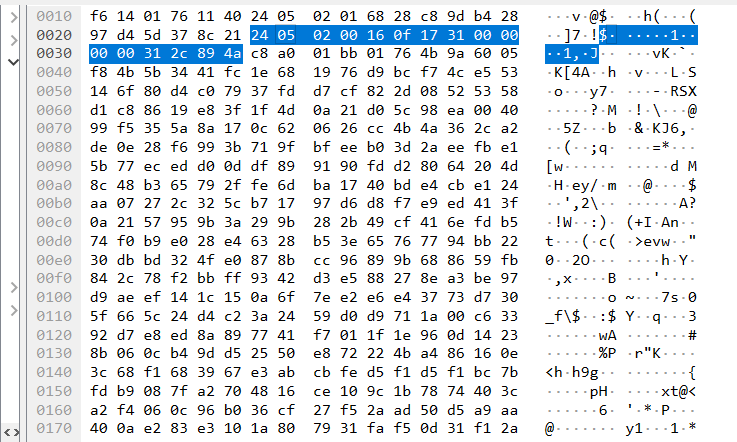 0010 f6 14 01 76 11 40 24 05 02 01 68 28 c8 9d b4 28 ···v·@$· ··h(···(
0020 97 d4 5d 37 8c 21 24 05 02 00 16 0f 17 31 00 00 ··]7·!$· ·····1··
0030 00 00 31 2c 89 4a c8 a0 01 bb 01 76 4b 9a 60 05 ··1,·J·· ···vK·`·
0040 f8 4b 5b 34 41 fc 1e 68 19 76 d9 bc f7 4c e5 53 ·K[4A··h ·v···L·S
0050 14 6f 80 d4 c0 79 37 fd d7 cf 82 2d 08 52 53 58 ·o···y7· ···-·RSX
0060 d1 c8 86 19 e8 3f 1f 4d 0a 21 d0 5c 98 ea 00 40 ·····?·M ·!·\···@
0070 99 f5 35 5a 8a 17 0c 62 06 26 cc 4b 4a 36 2c a2 ··5Z···b ·&·KJ6,·
0080 de 0e 28 f6 99 3b 71 9f bf ee b0 3d 2a ee fb e1 ··(··;q· ···=*···
0090 5b 77 ec ed d0 0d df 89 91 90 fd d2 80 64 20 4d [w······ ·····d M
00a0 8c 48 b3 65 79 2f fe 6d ba 17 40 bd e4 cb e1 24 ·H·ey/·m ··@····$
00b0 aa 07 27 2c 32 5c b7 17 97 d6 d8 f7 e9 ed 41 3f ··',2\·· ······A?
00c0 0a 21 57 95 9b 3a 29 9b 28 2b 49 cf 41 6e fd b5 ·!W··:)· (+I·An··
00d0 74 f0 b9 e0 28 e4 63 28 b5 3e 65 76 77 94 bb 22 t···(·c( ·>evw··"
00e0 30 db bd 32 4f e0 87 8b cc 96 89 9b 68 86 59 fb 0··2O··· ····h·Y·
00f0 84 2c 78 f2 bb ff 93 42 d3 e5 88 27 8e a3 be 97 ·,x····B ···'····
0100 d9 ae ef 14 1c 15 0a 6f 7e e2 e6 e4 37 73 d7 30 ·······o ~···7s·0
0110 5f 66 5c 24 d4 c2 3a 24 59 d0 d9 71 1a 00 c6 33 _f\$··:$ Y··q···3
0120 92 d7 e8 ed 8a 89 77 41 f7 01 1f 1e 96 0d 14 23 ······wA ·······#
0130 8b 06 0c b4 9d d5 25 50 e8 72 22 4b a4 86 16 0e ······%P ·r"K····
0140 3c 68 f1 68 39 67 e3 ab cb fe d5 f1 d5 f1 bc 7b <h·h9g·· ·······{
0150 fd b9 08 7f a2 70 48 16 ce 10 9c 1b 78 74 40 3c ·····pH· ····xt@<
0160 a2 f4 06 0c 96 b0 36 cf 27 f5 2a ad 50 d5 a9 aa ······6· '·*·P···
0170 40 0a e2 83 e3 10 1a 80 79 31 fa f5 0d 31 f1 2a @······· y1···1·*